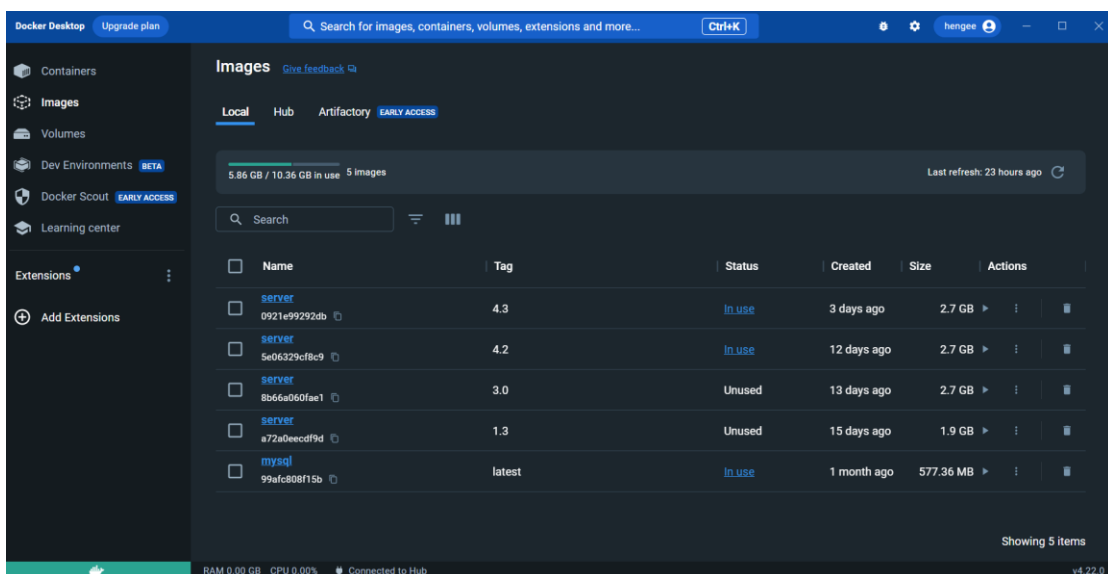 Docker Desktop Upgrade plan Search for images, containers, volumes, extensions and more... Ctrl+K hengee
Containers
Images
Volumes
Dev Environments BETA
Docker Scout EARLY ACCESS
Learning center
Extensions
Add Extensions
Images Give feedback
Local Hub Artifactory EARLY ACCESS
5.86 GB / 10.36 GB in use 5 images Last refresh: 23 hours ago
Search
Name Tag Status Created Size Actions
server
0921e99292db 4.3 In use 3 days ago 2.7 GB
server
5e06329cf8c9 4.2 In use 12 days ago 2.7 GB
server
8b66a060fae1 3.0 Unused 13 days ago 2.7 GB
server
a72a0eecdf9d 1.3 Unused 15 days ago 1.9 GB
mysql
99afc808f15b latest In use 1 month ago 577.36 MB
Showing 5 items
RAM 0.00 GB CPU 0.00% Connected to Hub v4.22.0